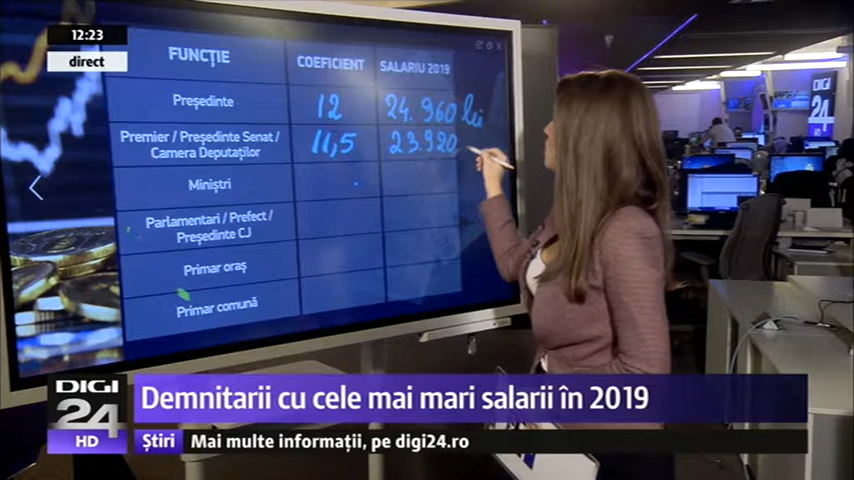 12:23
direct
FUNCȚIE COEFICIENT SALARIU 2019
Președinte 12 24.960 lei
Premier / Președinte Senat /
Camera Deputaților 11,5 23.920
Miniștri
Parlamentari / Prefect /
Președinte CJ
Primar oraș
Primar comună
DIGI
24
DIGI
24
HD
Demnitarii cu cele mai mari salarii în 2019
Știri Mai multe informații, pe digi24.ro